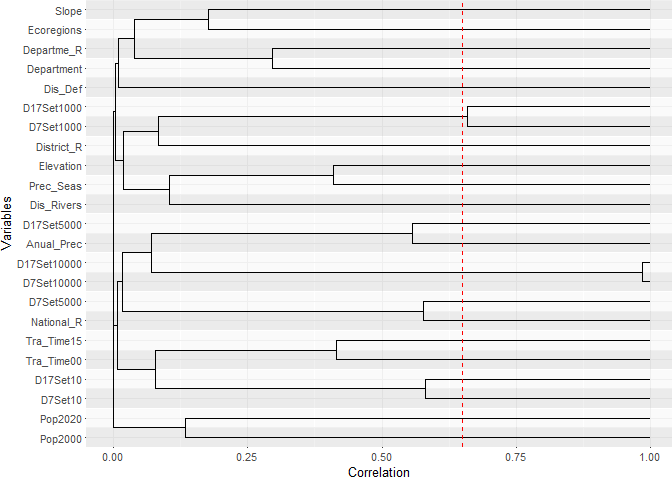 Slope
Ecoregions
Departme_R
Department
Dis_Def
D17Set1000
D7Set1000
District_R
Elevation
Prec_Seas
Dis_Rivers
D17Set5000
Anual_Prec
D17Set10000
D7Set10000
D7Set5000
National_R
Tra_Time15
Tra_Time00
D17Set10
D7Set10
Pop2020
Pop2000
Variables
0.00 0.25 0.50 0.75 1.00
Correlation